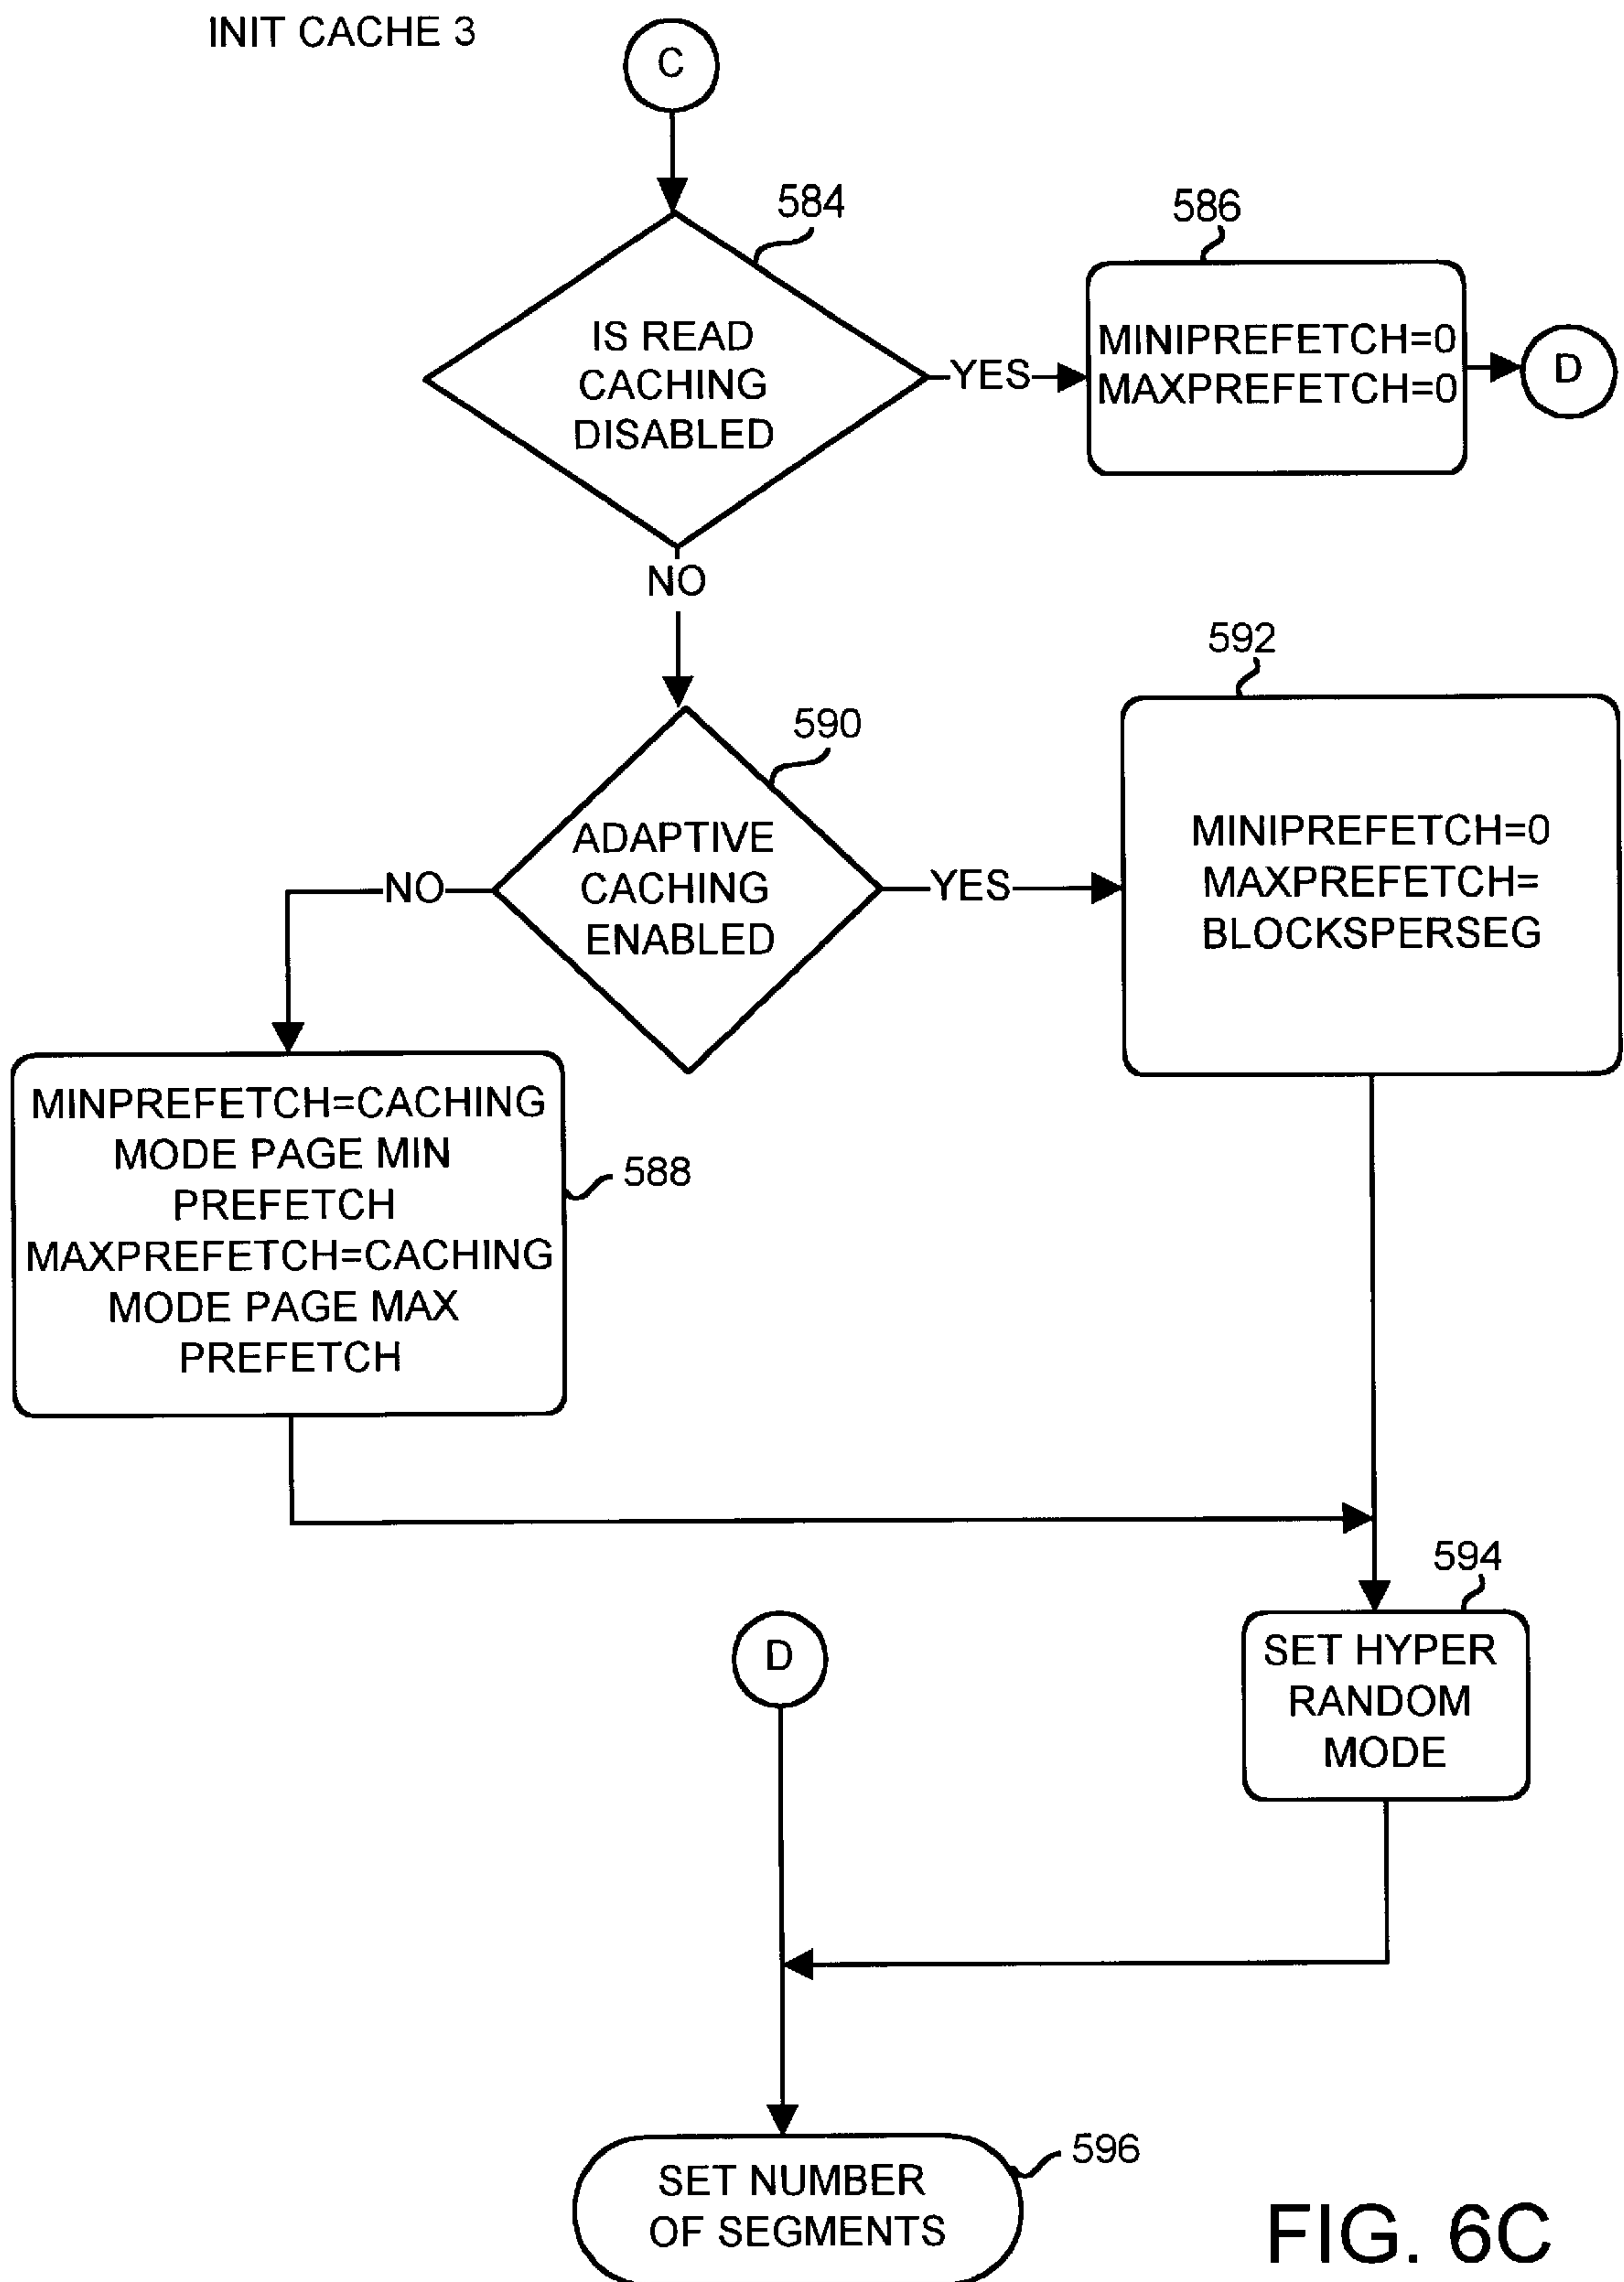 INIT CACHE 3
C
584
IS READ
CACHING
DISABLED
YES
586
MINIPREFETCH=0
MAXPREFETCH=0
D
NO
590
ADAPTIVE
CACHING
ENABLED
YES
592
MINIPREFETCH=0
MAXPREFETCH=
BLOCKSPERSEG
NO
MINPREFETCH=CACHING
MODE PAGE MIN
PREFETCH
MAXPREFETCH=CACHING
MODE PAGE MAX
PREFETCH
588
594
SET HYPER
RANDOM
MODE
D
596
SET NUMBER
OF SEGMENTS
FIG. 6C